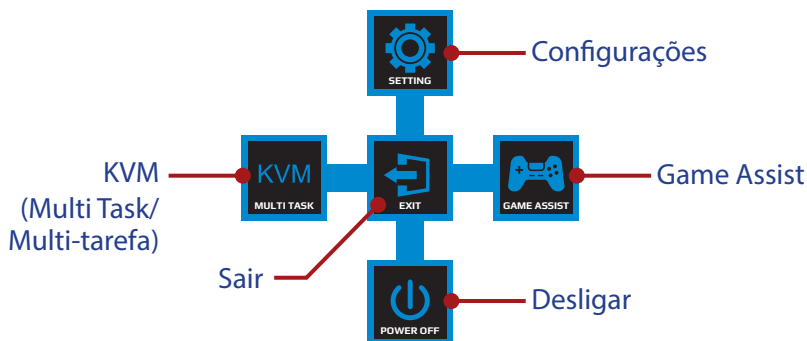 SETTING
Configurações
KVM
(Multi Task/
Multi-tarefa)
KVM
MULTI TASK
EXIT
GAME ASSIST
Game Assist
Sair
POWER OFF
Desligar